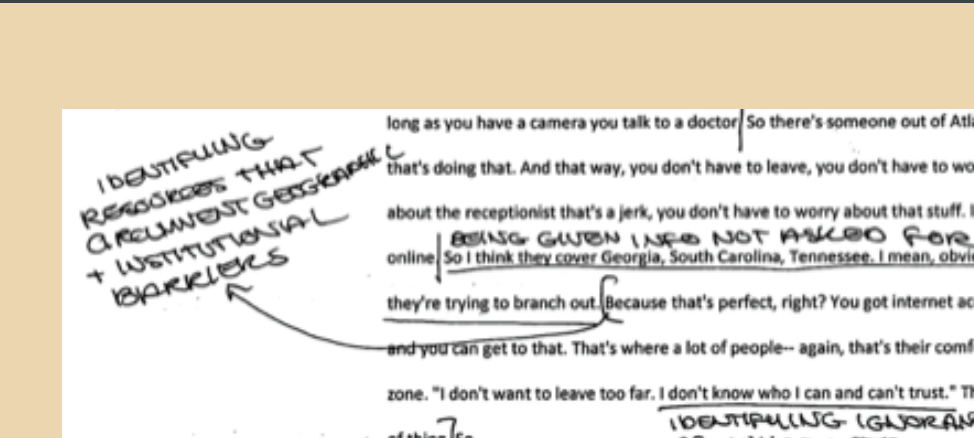 long as you have a camera you talk to a doctor So there's someone out of Atla
IDENTIFYING
RESOURCES THAT
CIRCUMVENT GEOGRAPHIC
+ INSTITUTIONIAL
BARRIERS
that's doing that. And that way, you don't have to leave, you don't have to wo
about the receptionist that's a jerk, you don't have to worry about that stuff.
BEING GIVEN INFO NOT ASKED FOR
online So I think they cover Georgia, South Carolina, Tennessee. I mean, obvi
they're trying to branch out. Because that's perfect, right? You got internet ac
and you can get to that. That's where a lot of people-- again, that's their comf
zone. "I don't want to leave too far. I don't know who I can and can't trust." Th
IDENTIFYING IGNORAN
of thing So